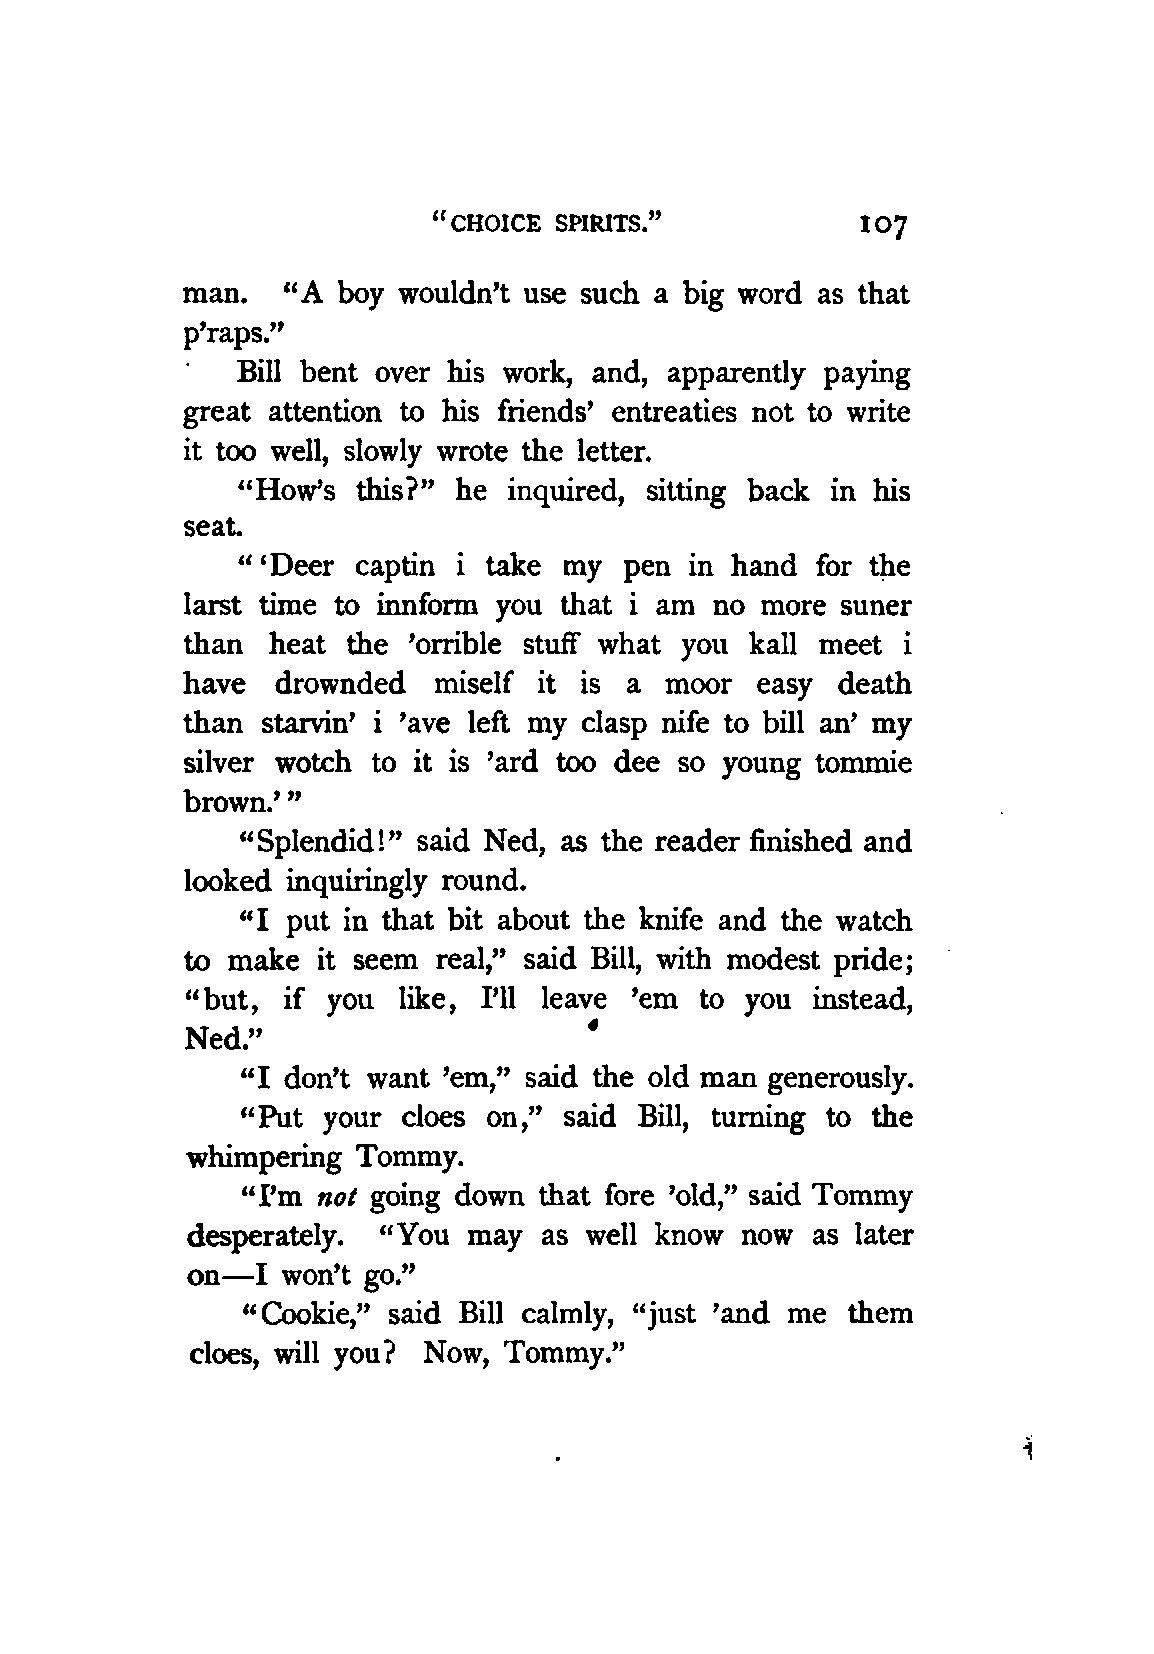 "CHOICE SPIRITS." 107
man. "A boy wouldn't use such a big word as that
p'raps."
Bill bent over his work, and, apparently paying
great attention to his friends' entreaties not to write
it too well, slowly wrote the letter.
"How's this?" he inquired, sitting back in his
seat.
"'Deer captin i take my pen in hand for the
larst time to innform you that i am no more suner
than heat the 'orrible stuff what you kall meet i
have drownded miself it is a moor easy death
than starvin' i 'ave left my clasp nife to bill an' my
silver wotch to it is 'ard too dee so young tommie
brown.'"
"Splendid!" said Ned, as the reader finished and
looked inquiringly round.
"I put in that bit about the knife and the watch
to make it seem real," said Bill, with modest pride;
"but, if you like, I'll leave 'em to you instead,
Ned."
"I don't want 'em," said the old man generously.
"Put your cloes on," said Bill, turning to the
whimpering Tommy.
"I'm not going down that fore 'old," said Tommy
desperately. "You may as well know now as later
on—I won't go."
"Cookie," said Bill calmly, "just 'and me them
cloes, will you? Now, Tommy."